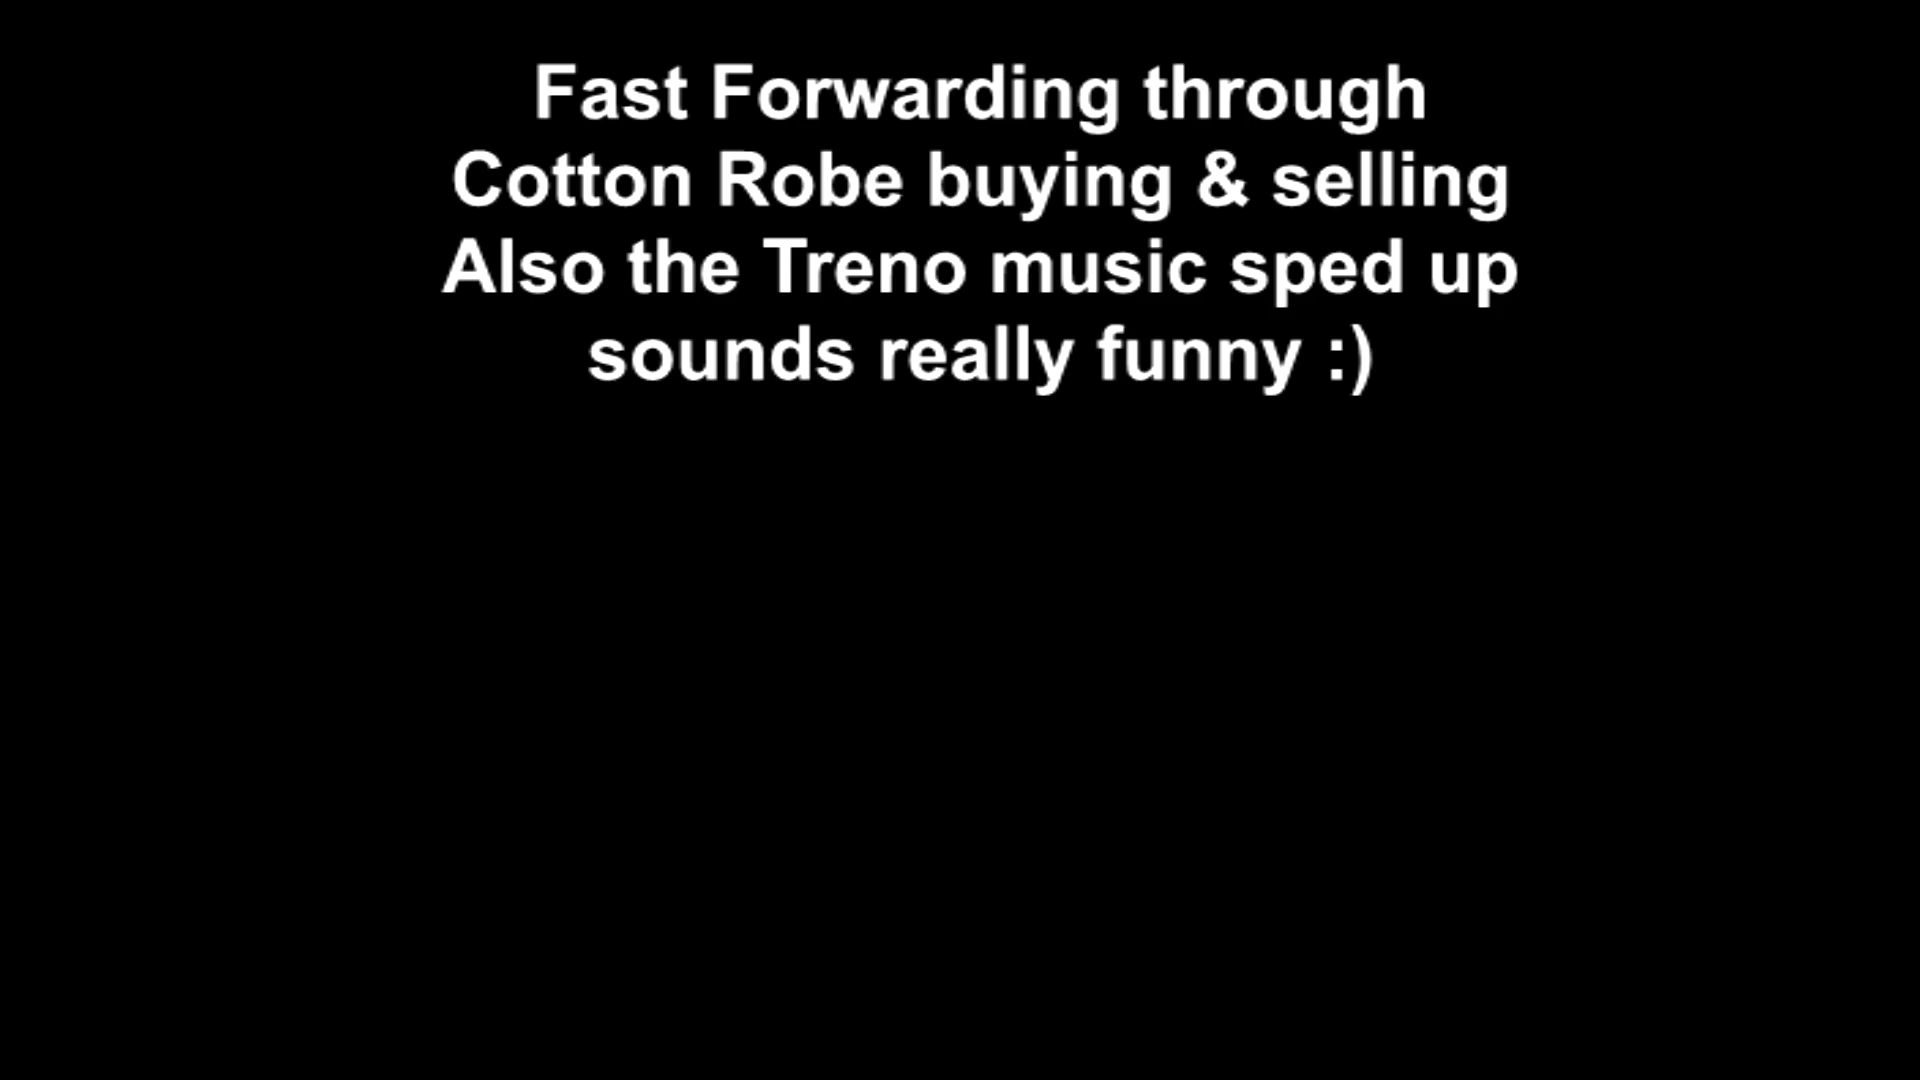 Fast Forwarding through
Cotton Robe buying & selling
Also the Treno music sped up
sounds really funny :)